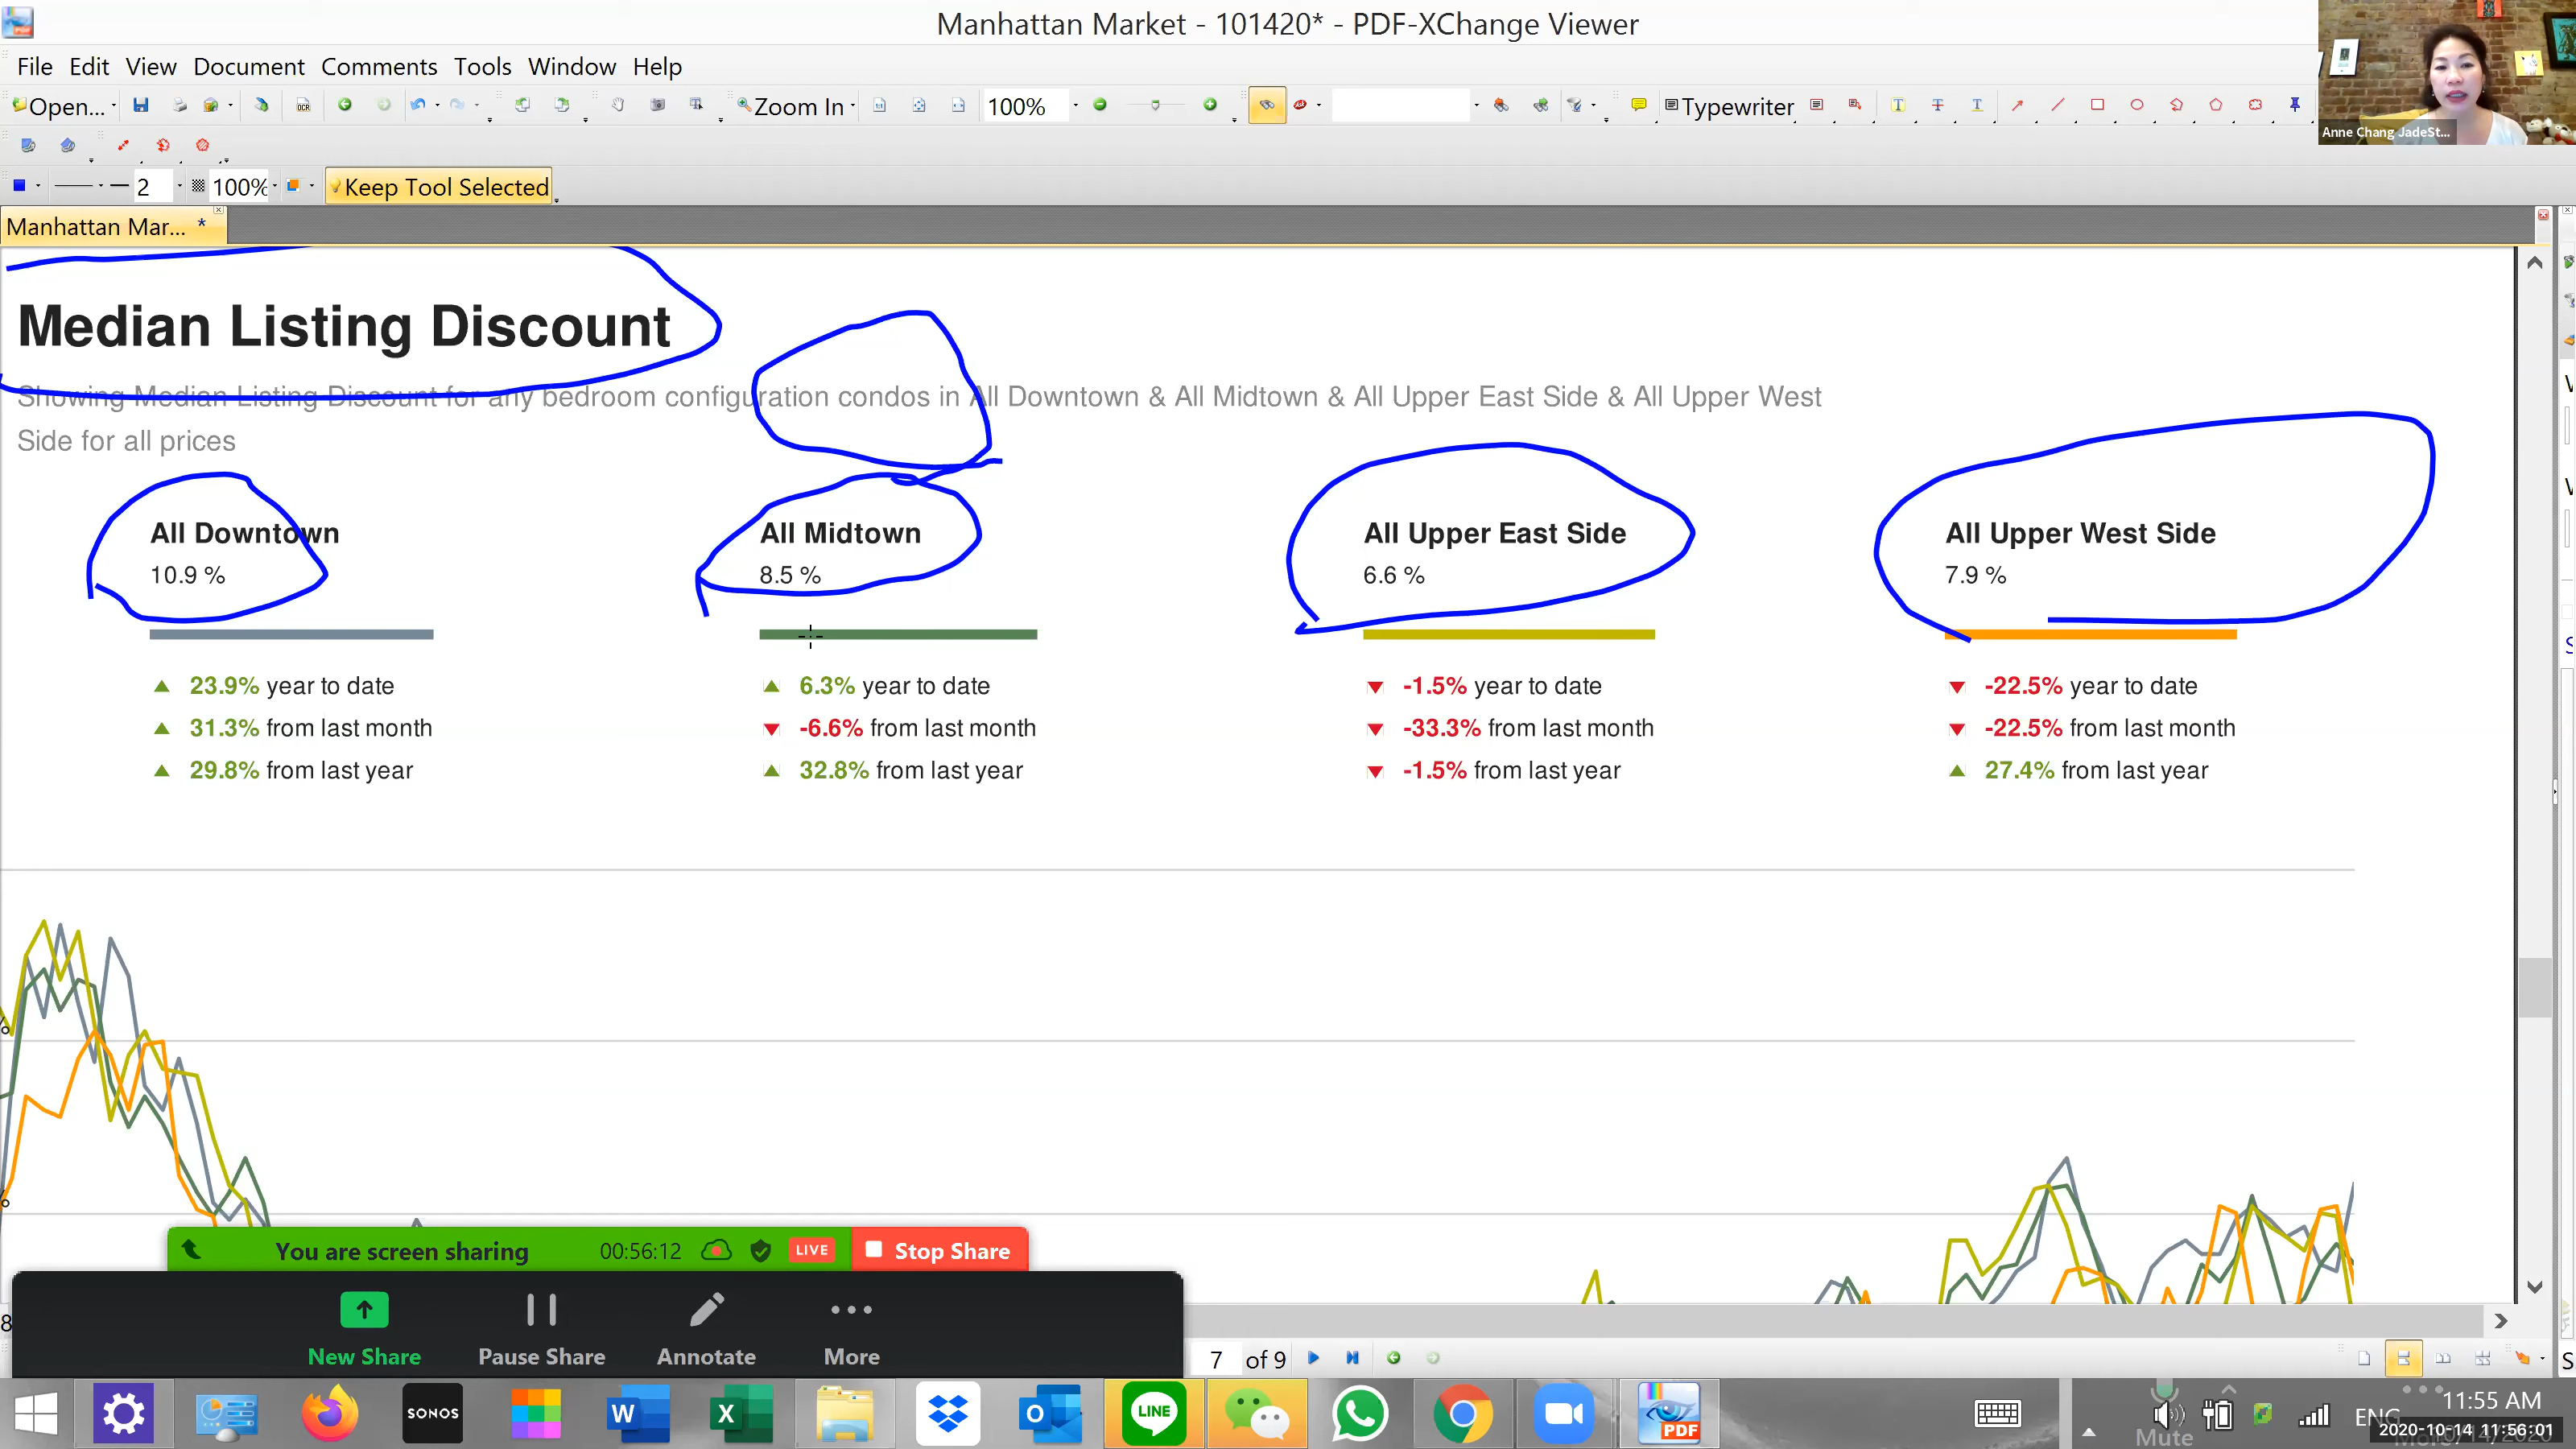 Manhattan Market - 101420* - PDF-XChange Viewer
File Edit View Document Comments Tools Window Help
Open... Zoom In 100% Typewriter
2 100% Keep Tool Selected
Anne Chang JadeSt...
Manhattan Mar... *
Median Listing Discount
Showing Median Listing Discount for any bedroom configuration condos in All Downtown & All Midtown & All Upper East Side & All Upper West
Side for all prices
All Downtown All Midtown All Upper East Side All Upper West Side
10.9 % 8.5 % 6.6 % 7.9 %
23.9% year to date 6.3% year to date -1.5% year to date -22.5% year to date
31.3% from last month -6.6% from last month -33.3% from last month -22.5% from last month
29.8% from last year 32.8% from last year -1.5% from last year 27.4% from last year
You are screen sharing 00:56:12 LIVE Stop Share
New Share Pause Share Annotate More
7 of 9
SONOS W X O LINE PDF ENG 11:55 AM
2020-10-14 11:56:01
Mute